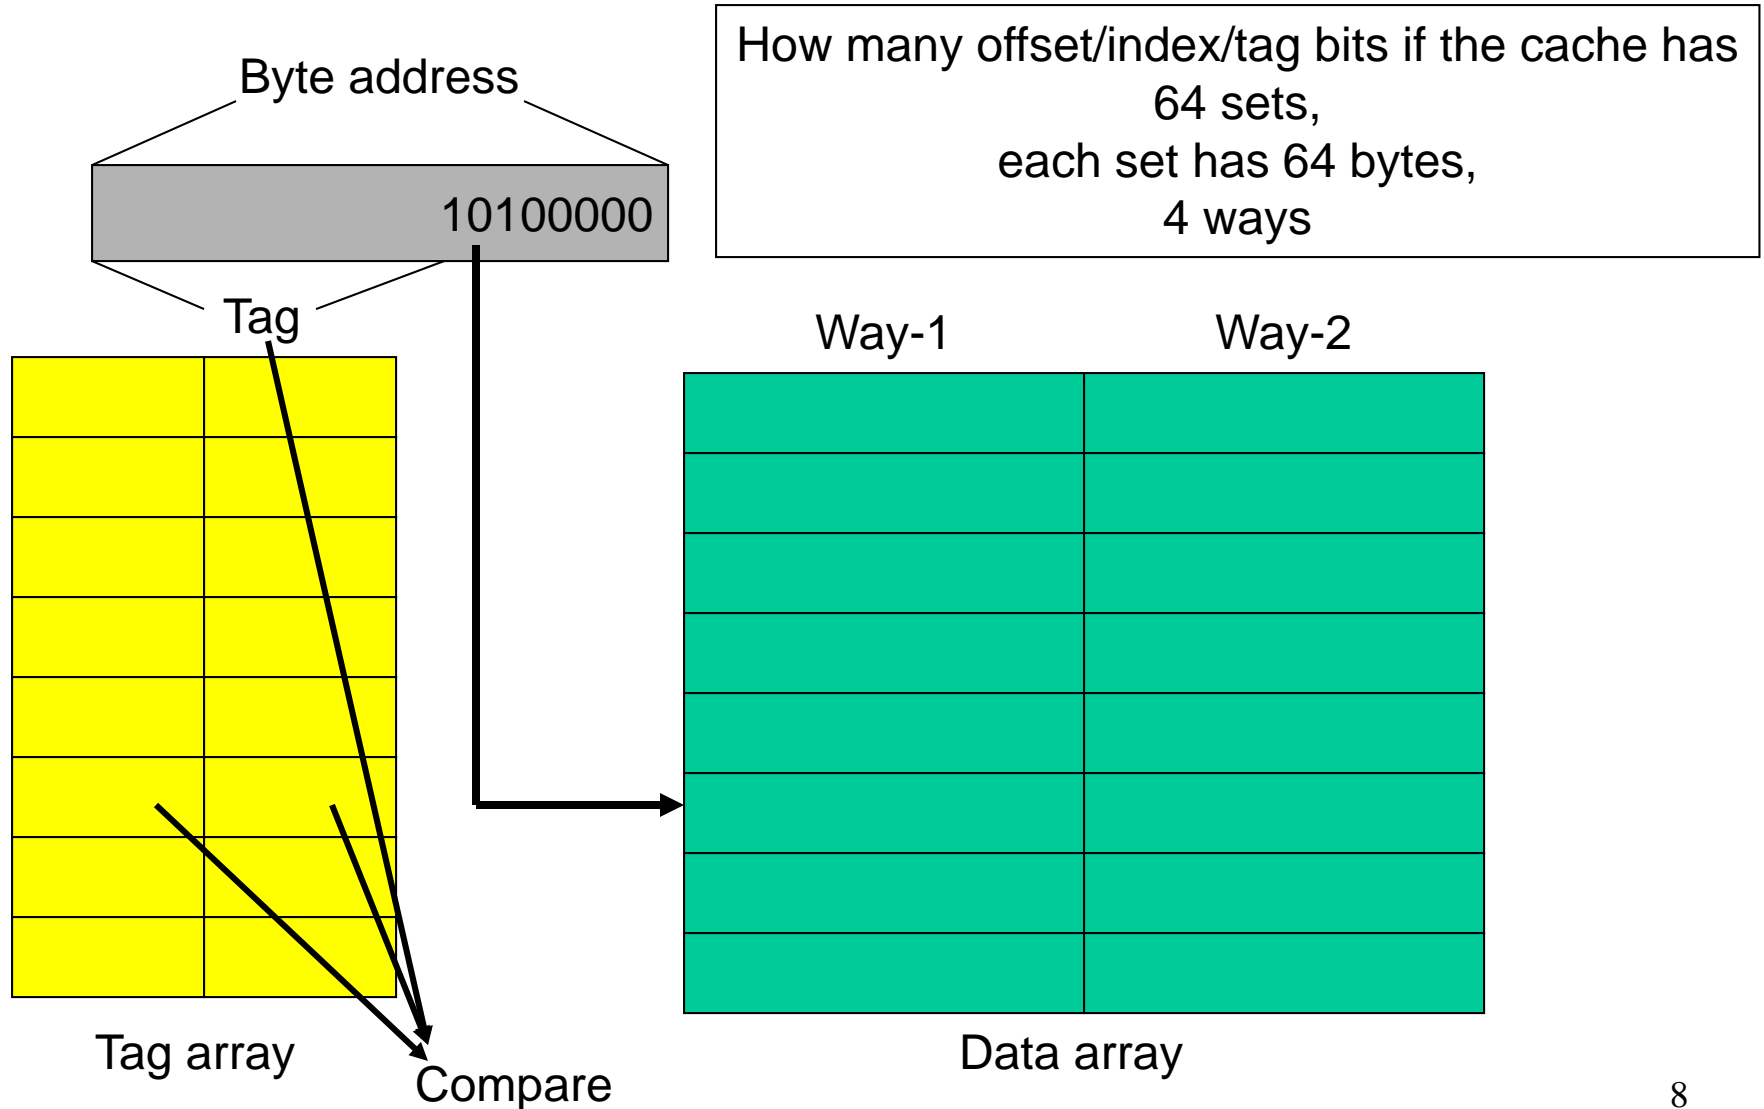 How many offset/index/tag bits if the cache has
64 sets,
each set has 64 bytes,
4 ways
Byte address
10100000
Tag
Way-1
Way-2
Tag array
Compare
Data array
8